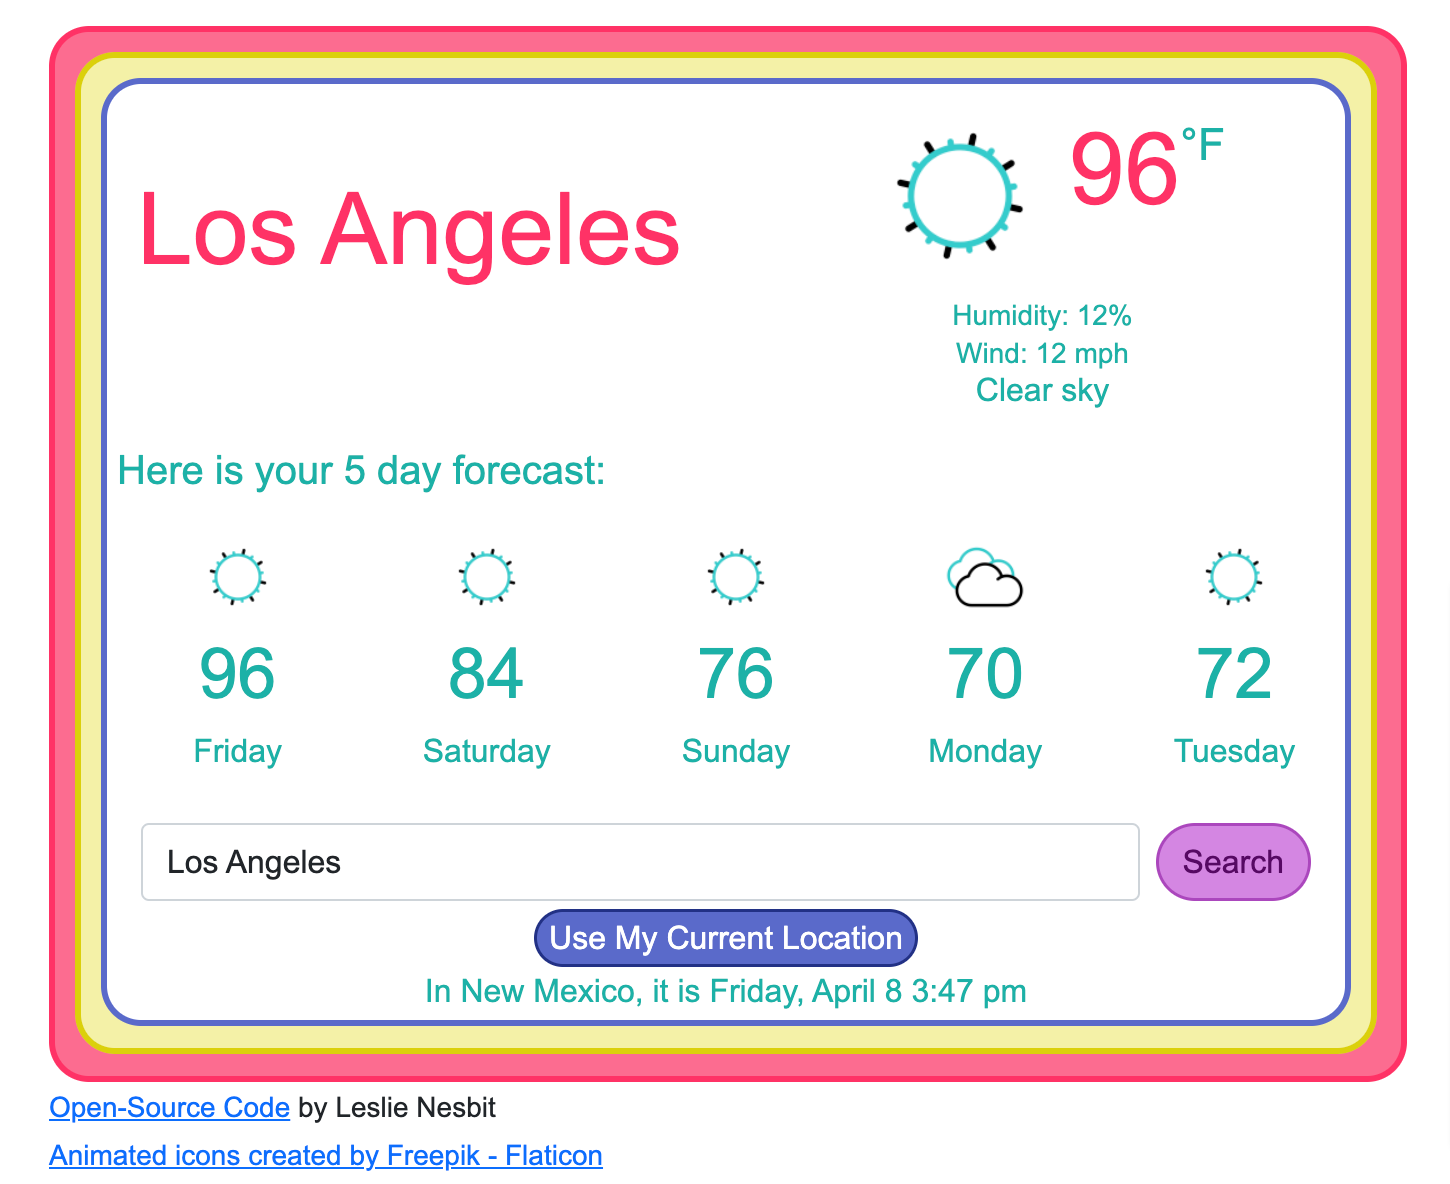 Los Angeles
96°F
Humidity: 12%
Wind: 12 mph
Clear sky
Here is your 5 day forecast:
96 84 76 70 72
Friday Saturday Sunday Monday Tuesday
Los Angeles Search
Use My Current Location
In New Mexico, it is Friday, April 8 3:47 pm
Open-Source Code by Leslie Nesbit
Animated icons created by Freepik - Flaticon